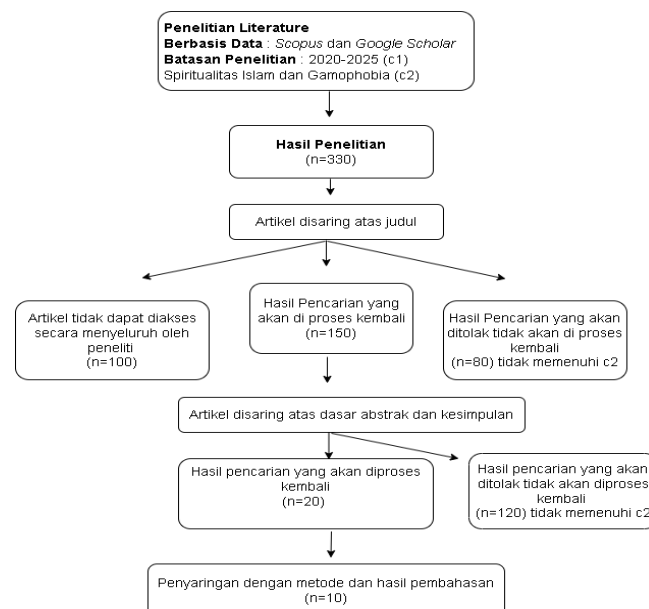 Penelitian Literature
Berbasis Data : Scopus dan Google Scholar
Batasan Penelitian : 2020-2025 (c1)
Spiritualitas Islam dan Gamophobia (c2)
Hasil Penelitian
(n=330)
Artikel disaring atas judul
Artikel tidak dapat diakses
secara menyeluruh oleh
peneliti
(n=100)
Hasil Pencarian yang
akan di proses kembali
(n=150)
Hasil Pencarian yang akan
ditolak tidak akan di proses
kembali
(n=80) tidak memenuhi c2
Artikel disaring atas dasar abstrak dan kesimpulan
Hasil pencarian yang akan diproses
kembali
(n=20)
Hasil pencarian yang akan
ditolak tidak akan diproses
kembali
(n=120) tidak memenuhi c2
Penyaringan dengan metode dan hasil pembahasan
(n=10)